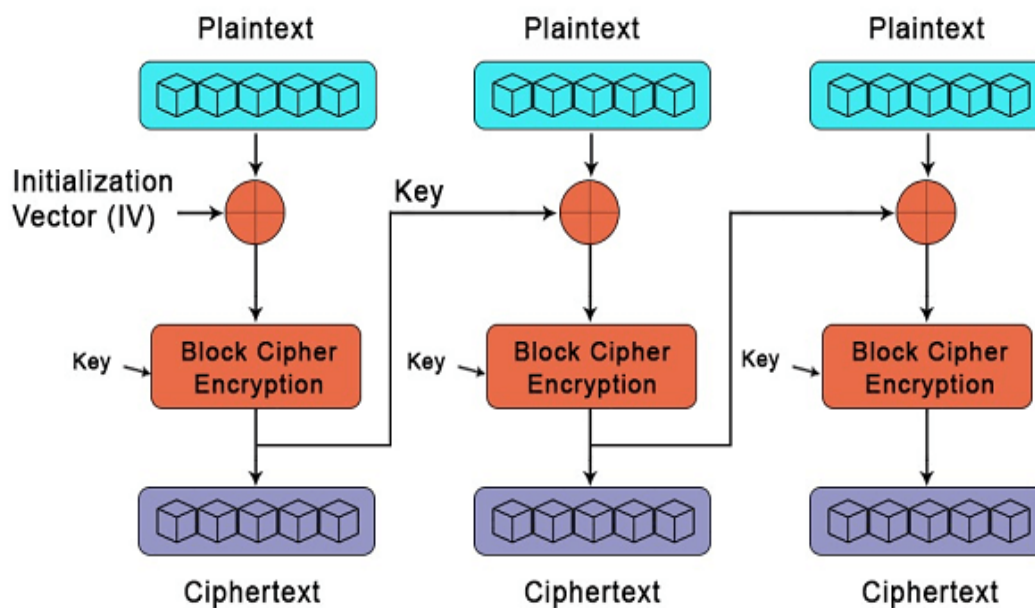 Plaintext
Plaintext
Plaintext
Initialization
Vector (IV)
Key
Key
Block Cipher
Encryption
Key
Block Cipher
Encryption
Key
Block Cipher
Encryption
Ciphertext
Ciphertext
Ciphertext